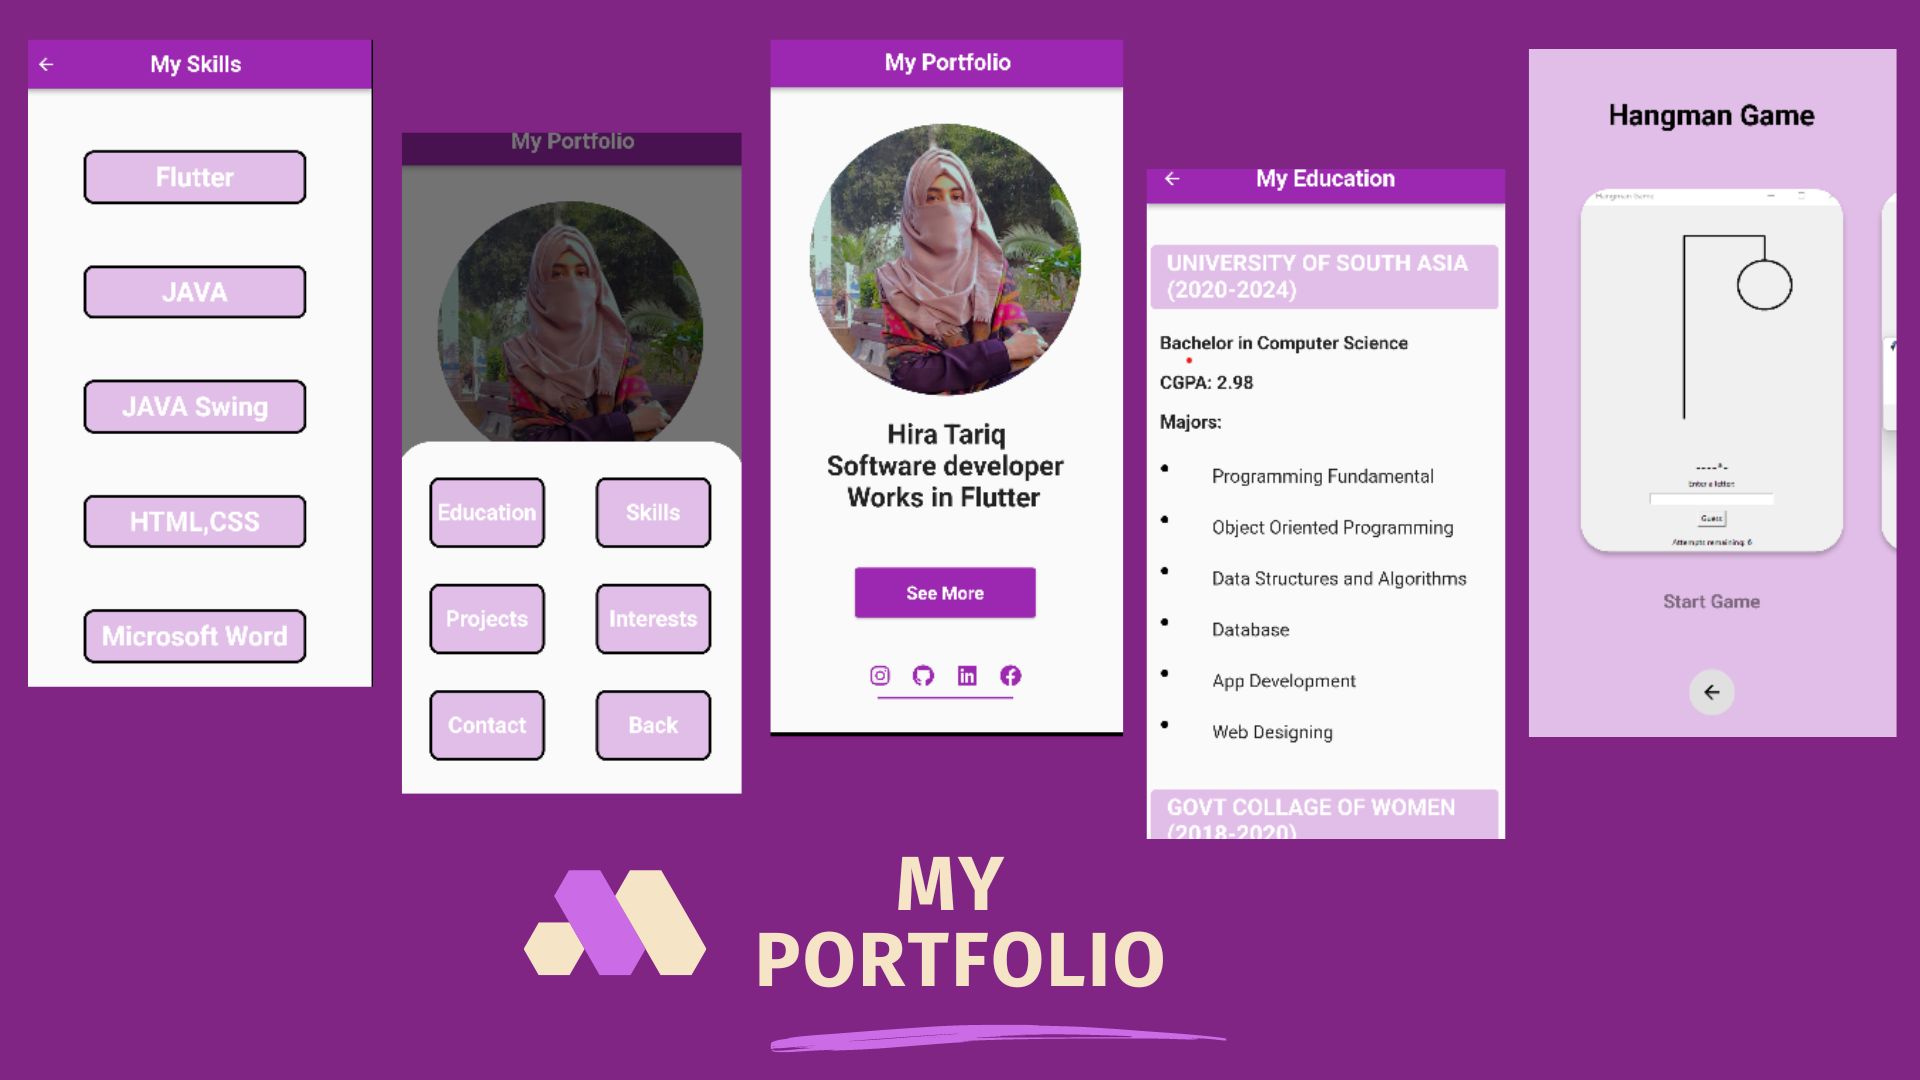 My Skills
Flutter
JAVA
JAVA Swing
HTML,CSS
Microsoft Word
My Portfolio
Education
Skills
Projects
Interests
Contact
Back
My Portfolio
Hira Tariq
Software developer
Works in Flutter
See More
My Education
UNIVERSITY OF SOUTH ASIA
(2020-2024)
Bachelor in Computer Science
CGPA: 2.98
Majors:
Programming Fundamental
Object Oriented Programming
Data Structures and Algorithms
Database
App Development
Web Designing
GOVT COLLAGE OF WOMEN
(2018-2020)
Hangman Game
Hangman Game
----*-
Enter a letter:
Guess
Attempts remaining: 6
Start Game
MY
PORTFOLIO